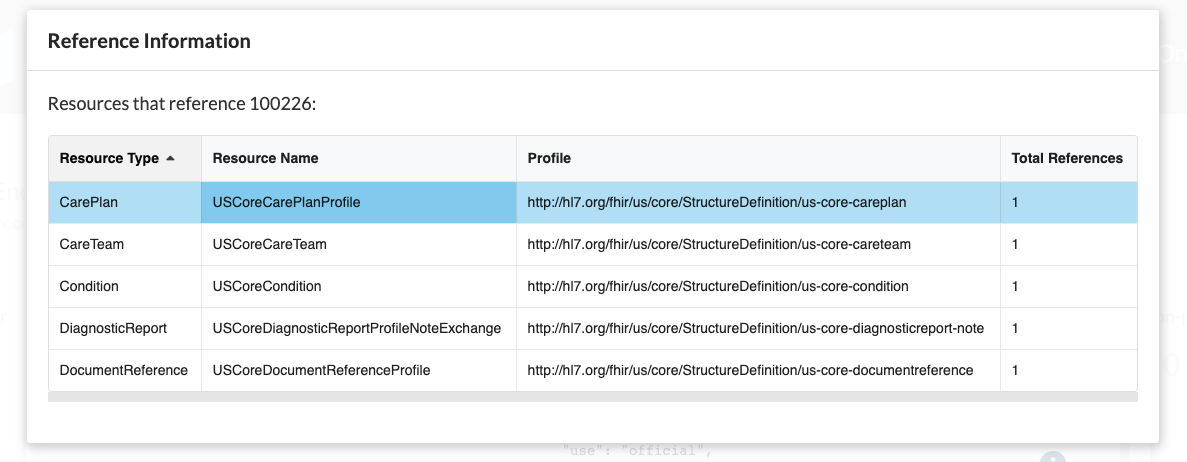 Reference Information
Resources that reference 100226:
Resource Type Resource Name Profile Total References
CarePlan USCoreCarePlanProfile http://hl7.org/fhir/us/core/StructureDefinition/us-core-careplan 1
CareTeam USCoreCareTeam http://hl7.org/fhir/us/core/StructureDefinition/us-core-careteam 1
Condition USCoreCondition http://hl7.org/fhir/us/core/StructureDefinition/us-core-condition 1
DiagnosticReport USCoreDiagnosticReportProfileNoteExchange http://hl7.org/fhir/us/core/StructureDefinition/us-core-diagnosticreport-note 1
DocumentReference USCoreDocumentReferenceProfile http://hl7.org/fhir/us/core/StructureDefinition/us-core-documentreference 1
"use": "official",